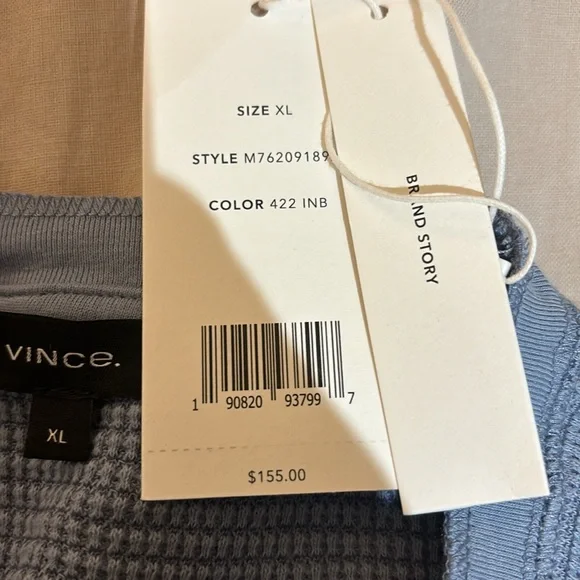 SIZE XL
STYLE M76209189
COLOR 422 INB
BRAND STORY
VINCE.
XL
1 90820 93799 7
$155.00